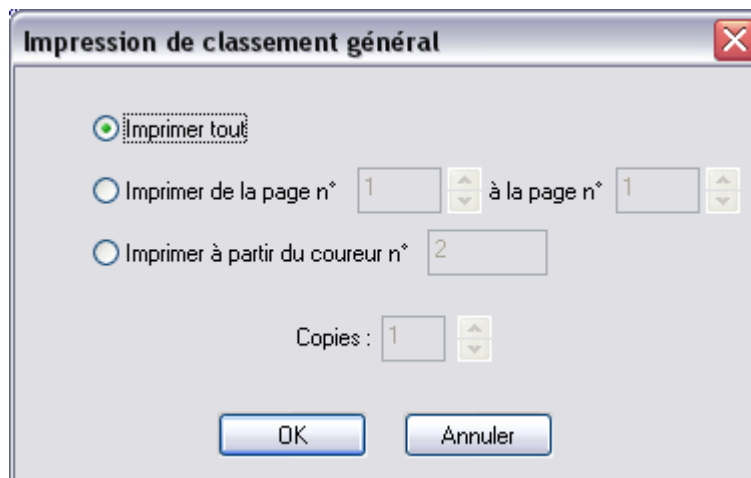 Impression de classement général
Imprimer tout
Imprimer de la page n° 1 à la page n° 1
Imprimer à partir du coureur n° 2
Copies : 1
OK Annuler